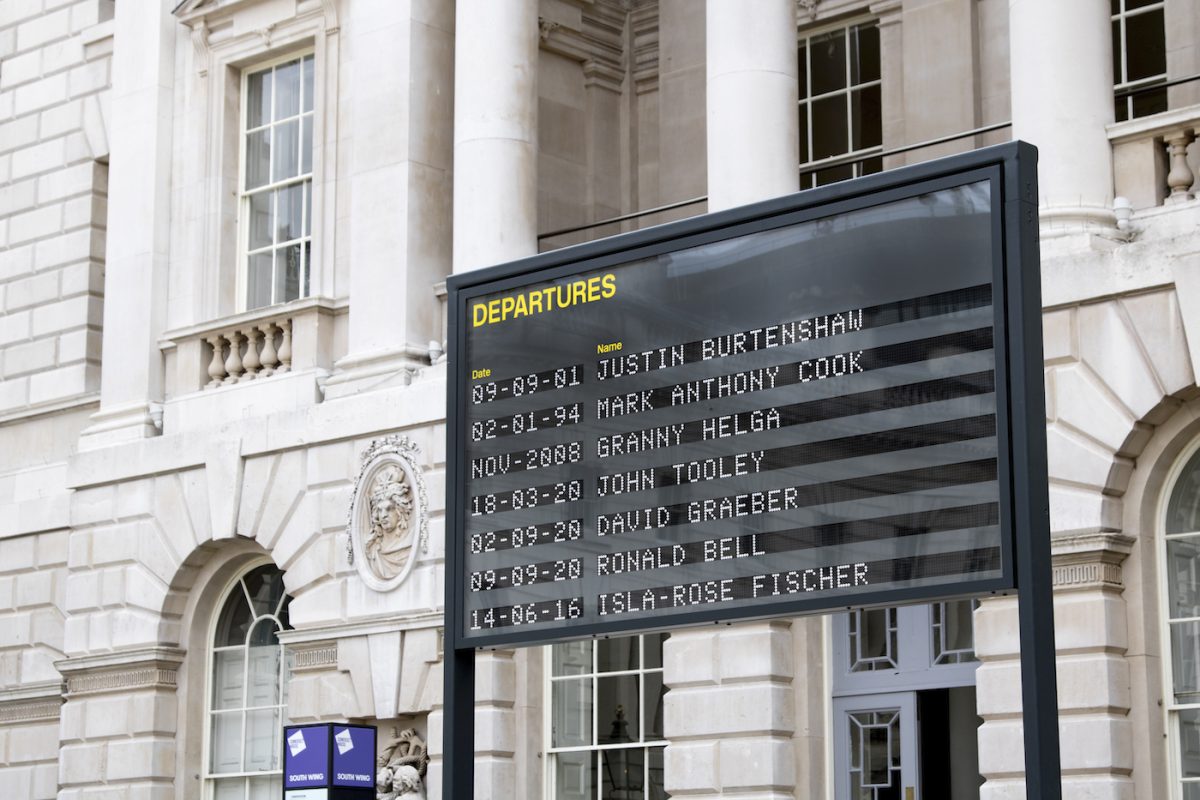 DEPARTURES
Date Name
09-09-01 JUSTIN BURTENSHAW
02-01-94 MARK ANTHONY COOK
NOV-2008 GRANNY HELGA
18-03-20 JOHN TOOLEY
02-09-20 DAVID GRAEBER
09-09-20 RONALD BELL
14-06-16 ISLA-ROSE FISCHER
SOUTH WING
SOUTH WING